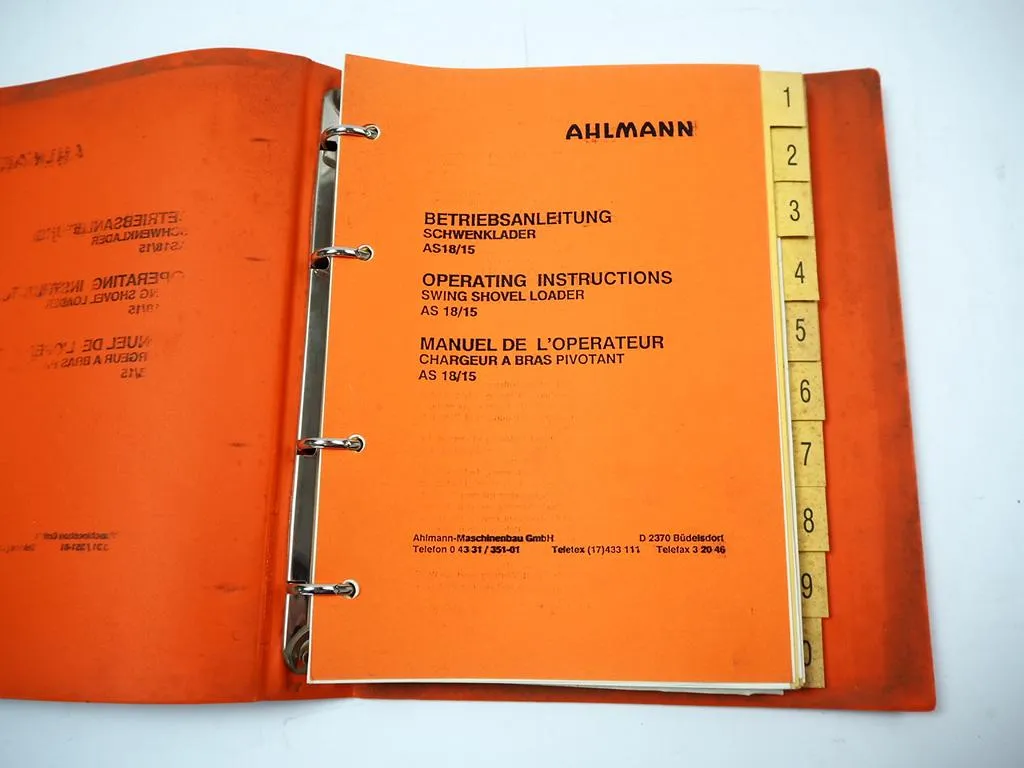 AHLMANN
BETRIEBSANLEITUNG
SCHWENKLADER
AS18/15
OPERATING INSTRUCTIONS
SWING SHOVEL LOADER
AS 18/15
MANUEL DE L'OPERATEUR
CHARGEUR A BRAS PIVOTANT
AS 18/15
Ahlmann-Maschinenbau GmbH D 2370 Büdelsdorf
Telefon 0 43 31 / 351-01 Teletex (17) 433 111 Telefax 3 20 46
1
2
3
4
5
6
7
8
9